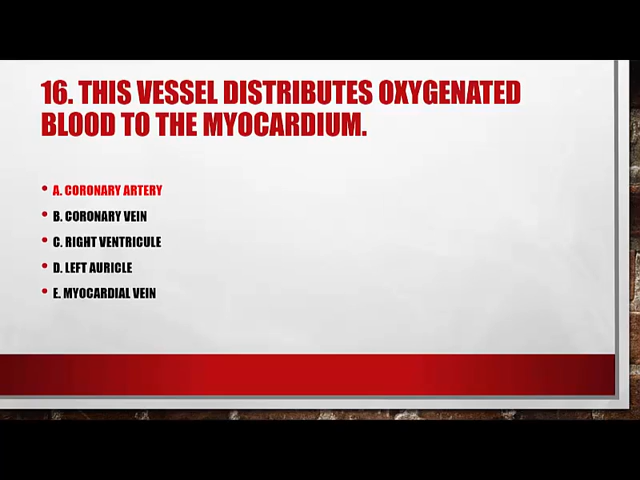 16. THIS VESSEL DISTRIBUTES OXYGENATED
BLOOD TO THE MYOCARDIUM.
• A. CORONARY ARTERY
• B. CORONARY VEIN
• C. RIGHT VENTRICULE
• D. LEFT AURICLE
• E. MYOCARDIAL VEIN